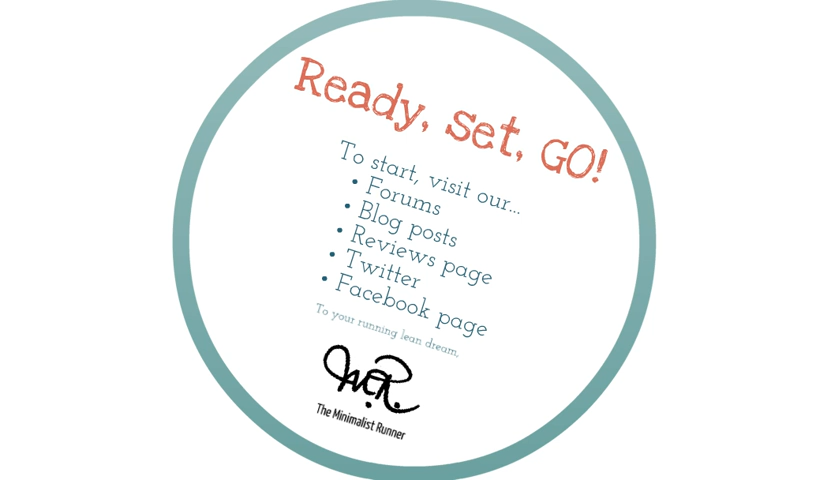 Ready, set, GO!
To start, visit our...
• Forums
• Blog posts
• Reviews page
• Twitter
• Facebook page
To your running lean dream,
M.R.
The Minimalist Runner